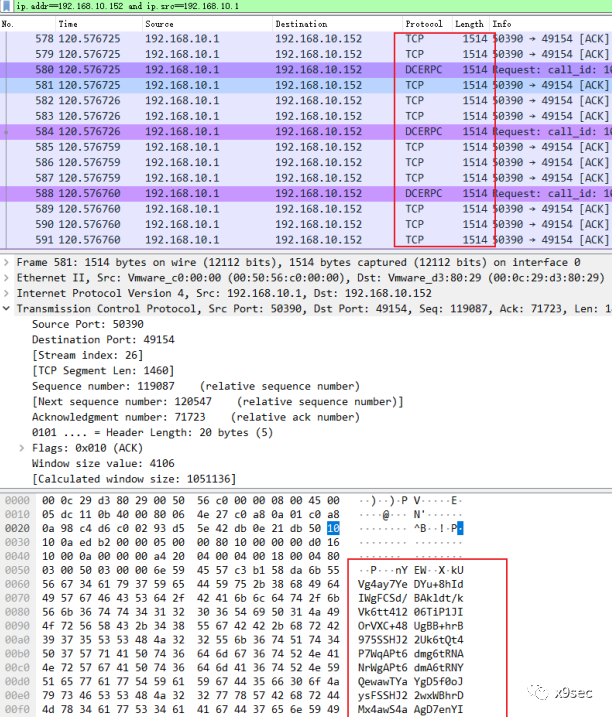 ip.addr==192.168.10.152 and ip.src==192.168.10.1
No. Time Source Destination Protocol Length Info
578 120.576725 192.168.10.1 192.168.10.152 TCP 1514 50390 → 49154 [ACK]
579 120.576725 192.168.10.1 192.168.10.152 TCP 1514 50390 → 49154 [ACK]
580 120.576725 192.168.10.1 192.168.10.152 DCERPC 1514 Request: call_id: 10
581 120.576725 192.168.10.1 192.168.10.152 TCP 1514 50390 → 49154 [ACK]
582 120.576726 192.168.10.1 192.168.10.152 TCP 1514 50390 → 49154 [ACK]
583 120.576726 192.168.10.1 192.168.10.152 TCP 1514 50390 → 49154 [ACK]
584 120.576726 192.168.10.1 192.168.10.152 DCERPC 1514 Request: call_id: 10
585 120.576759 192.168.10.1 192.168.10.152 TCP 1514 50390 → 49154 [ACK]
586 120.576759 192.168.10.1 192.168.10.152 TCP 1514 50390 → 49154 [ACK]
587 120.576759 192.168.10.1 192.168.10.152 TCP 1514 50390 → 49154 [ACK]
588 120.576760 192.168.10.1 192.168.10.152 DCERPC 1514 Request: call_id: 10
589 120.576760 192.168.10.1 192.168.10.152 TCP 1514 50390 → 49154 [ACK]
590 120.576760 192.168.10.1 192.168.10.152 TCP 1514 50390 → 49154 [ACK]
591 120.576760 192.168.10.1 192.168.10.152 TCP 1514 50390 → 49154 [ACK]
Frame 581: 1514 bytes on wire (12112 bits), 1514 bytes captured (12112 bits) on interface 0
Ethernet II, Src: Vmware_c0:00:00 (00:50:56:c0:00:00), Dst: Vmware_d3:80:29 (00:0c:29:d3:80:29)
Internet Protocol Version 4, Src: 192.168.10.1, Dst: 192.168.10.152
Transmission Control Protocol, Src Port: 50390, Dst Port: 49154, Seq: 119087, Ack: 71723, Len: 1
Source Port: 50390
Destination Port: 49154
[Stream index: 26]
[TCP Segment Len: 1460]
Sequence number: 119087 (relative sequence number)
[Next sequence number: 120547 (relative sequence number)]
Acknowledgment number: 71723 (relative ack number)
0101 .... = Header Length: 20 bytes (5)
Flags: 0x010 (ACK)
Window size value: 4106
[Calculated window size: 1051136]
0000 00 0c 29 d3 80 29 00 50 56 c0 00 00 08 00 45 00 ··)··)·P V·····E·
0010 05 dc 11 0b 40 00 80 06 4e 27 c0 a8 0a 01 c0 a8 ····@··· N'······
0020 0a 98 c4 d6 c0 02 93 d5 5e 42 db 0e 21 db 50 10 ········ ^B··!·P·
0030 10 0a ed b2 00 00 05 00 00 80 10 00 00 00 d0 16 ········ ········
0040 10 00 0a 00 00 00 a4 20 04 00 04 00 18 00 04 80 ······· ········
0050 03 00 50 03 00 00 6e 59 45 57 c3 b1 58 da 6b 55 ··P···nY EW··X·kU
0060 56 67 34 61 79 37 59 65 44 59 75 2b 38 68 49 64 Vg4ay7Ye DYu+8hId
0070 49 57 67 46 43 53 64 2f 42 41 6b 6c 64 74 2f 6b IWgFCSd/ BAkldt/k
0080 56 6b 36 74 74 34 31 32 30 36 54 69 50 31 4a 49 Vk6tt412 06TiP1JI
0090 4f 72 56 58 43 2b 34 38 55 67 42 42 2b 68 72 42 OrVXC+48 UgBB+hrB
00a0 39 37 35 53 53 48 4a 32 32 55 6b 36 74 51 74 34 975SSHJ2 2Uk6tQt4
00b0 50 37 57 71 41 50 74 36 64 6d 67 36 74 52 4e 41 P7WqAPt6 dmg6tRNA
00c0 4e 72 57 67 41 50 74 36 64 6d 41 36 74 52 4e 59 NrWgAPt6 dmA6tRNY
00d0 51 65 77 61 77 54 59 61 59 67 44 35 66 30 6f 4a QewawTYa YgD5f0oJ
00e0 79 73 46 53 53 48 4a 32 32 77 78 57 42 68 72 44 ysFSSHJ2 2wxWBhrD
00f0 4d 78 34 61 77 53 34 61 41 67 44 37 65 6e 59 49 Mx4awS4a AgD7enYI
x9sec